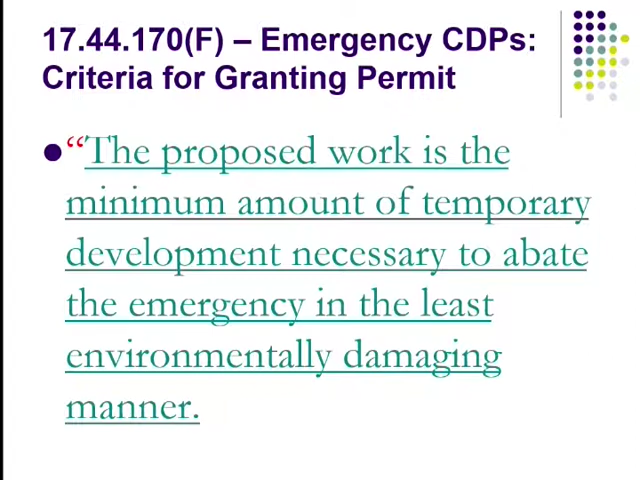 17.44.170(F) – Emergency CDPs:
Criteria for Granting Permit
“The proposed work is the
minimum amount of temporary
development necessary to abate
the emergency in the least
environmentally damaging
manner.